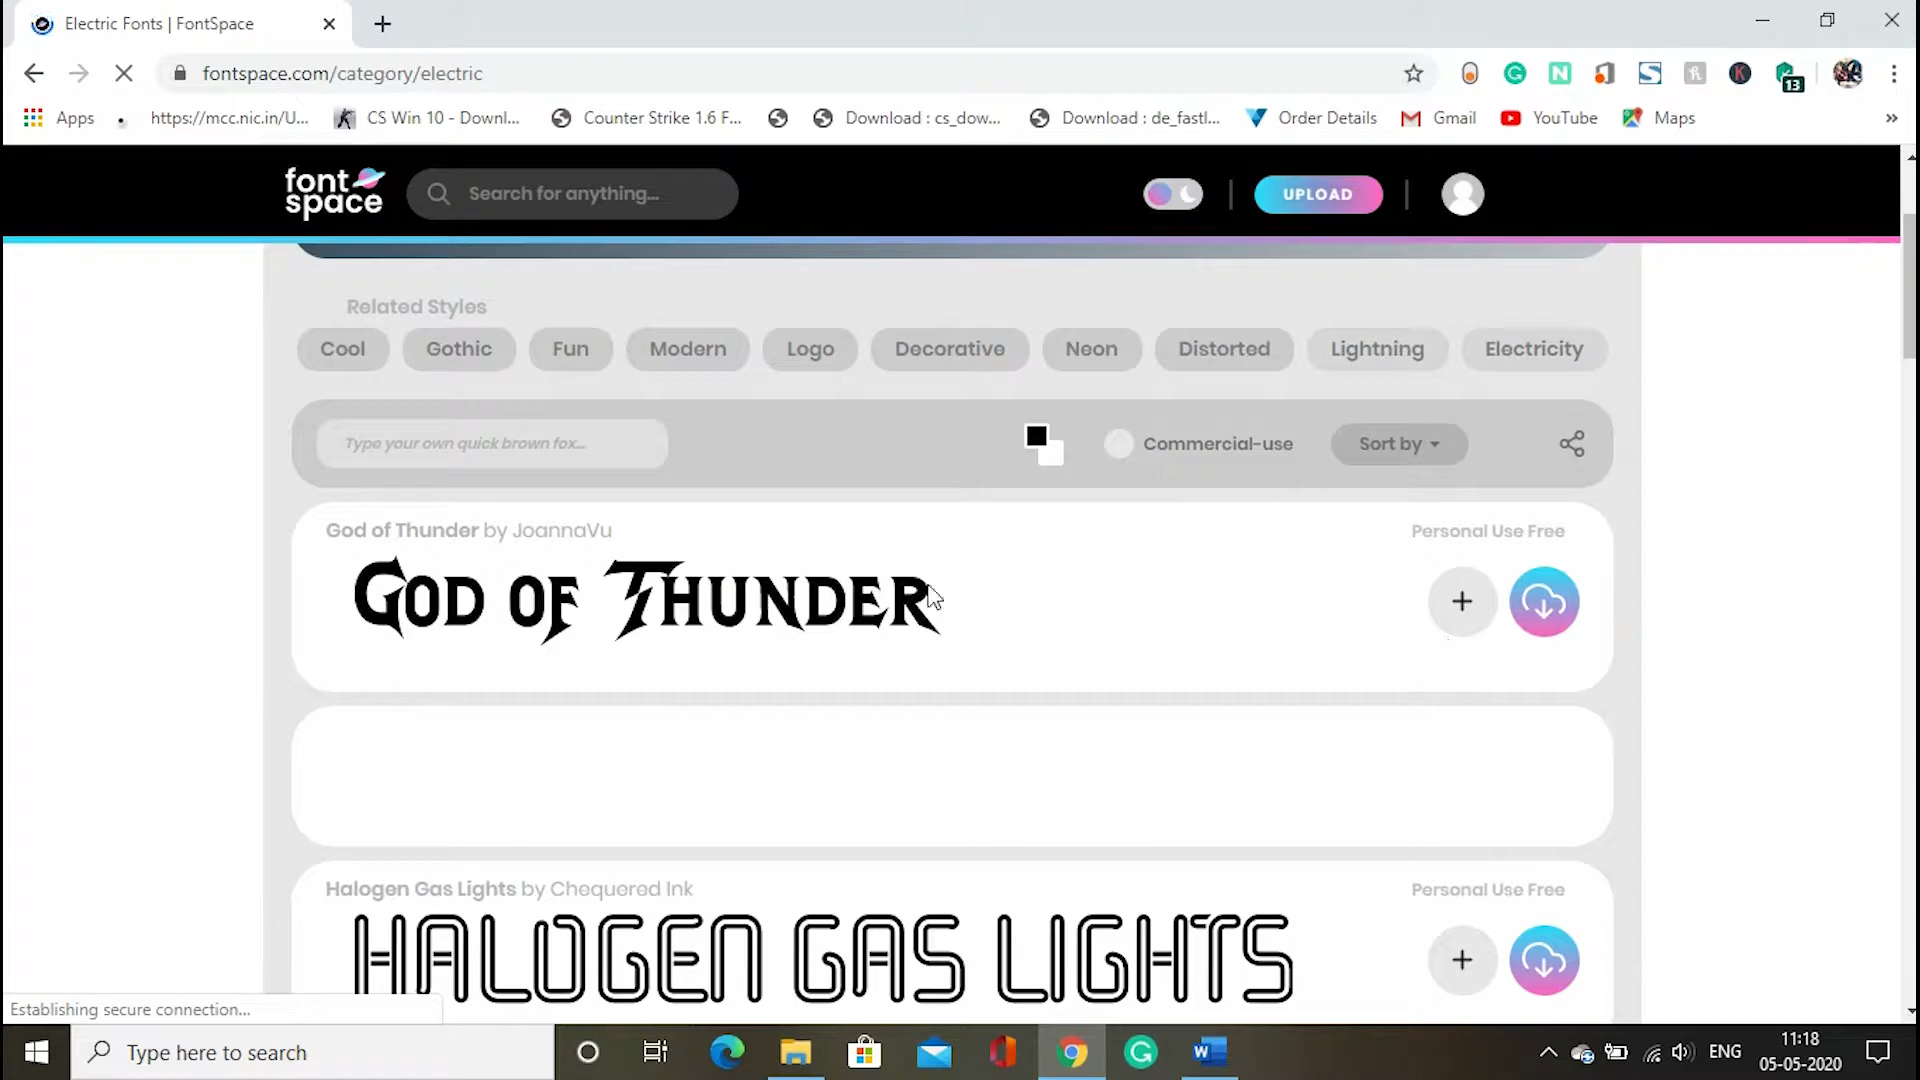 Electric Fonts | FontSpace
fontspace.com/category/electric
13
Apps
https://mcc.nic.in/U...
CS Win 10 - Downl...
Counter Strike 1.6 F...
Download : cs_dow...
Download : de_fastl...
Order Details
Gmail
YouTube
Maps
»
font space
Search for anything...
UPLOAD
Related Styles
Cool Gothic Fun Modern Logo Decorative Neon Distorted Lightning Electricity
Type your own quick brown fox...
Commercial-use
Sort by
God of Thunder by JoannaVu
Personal Use Free
God of Thunder
Halogen Gas Lights by Chequered Ink
Personal Use Free
HALOGEN GAS LIGHTS
Establishing secure connection...
Type here to search
ENG
11:18
05-05-2020